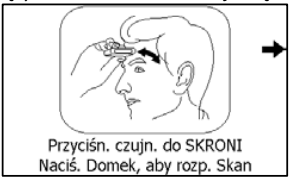 Przyciśn. czujn. do SKRONI
Naciś. Domek, aby rozp. Skan